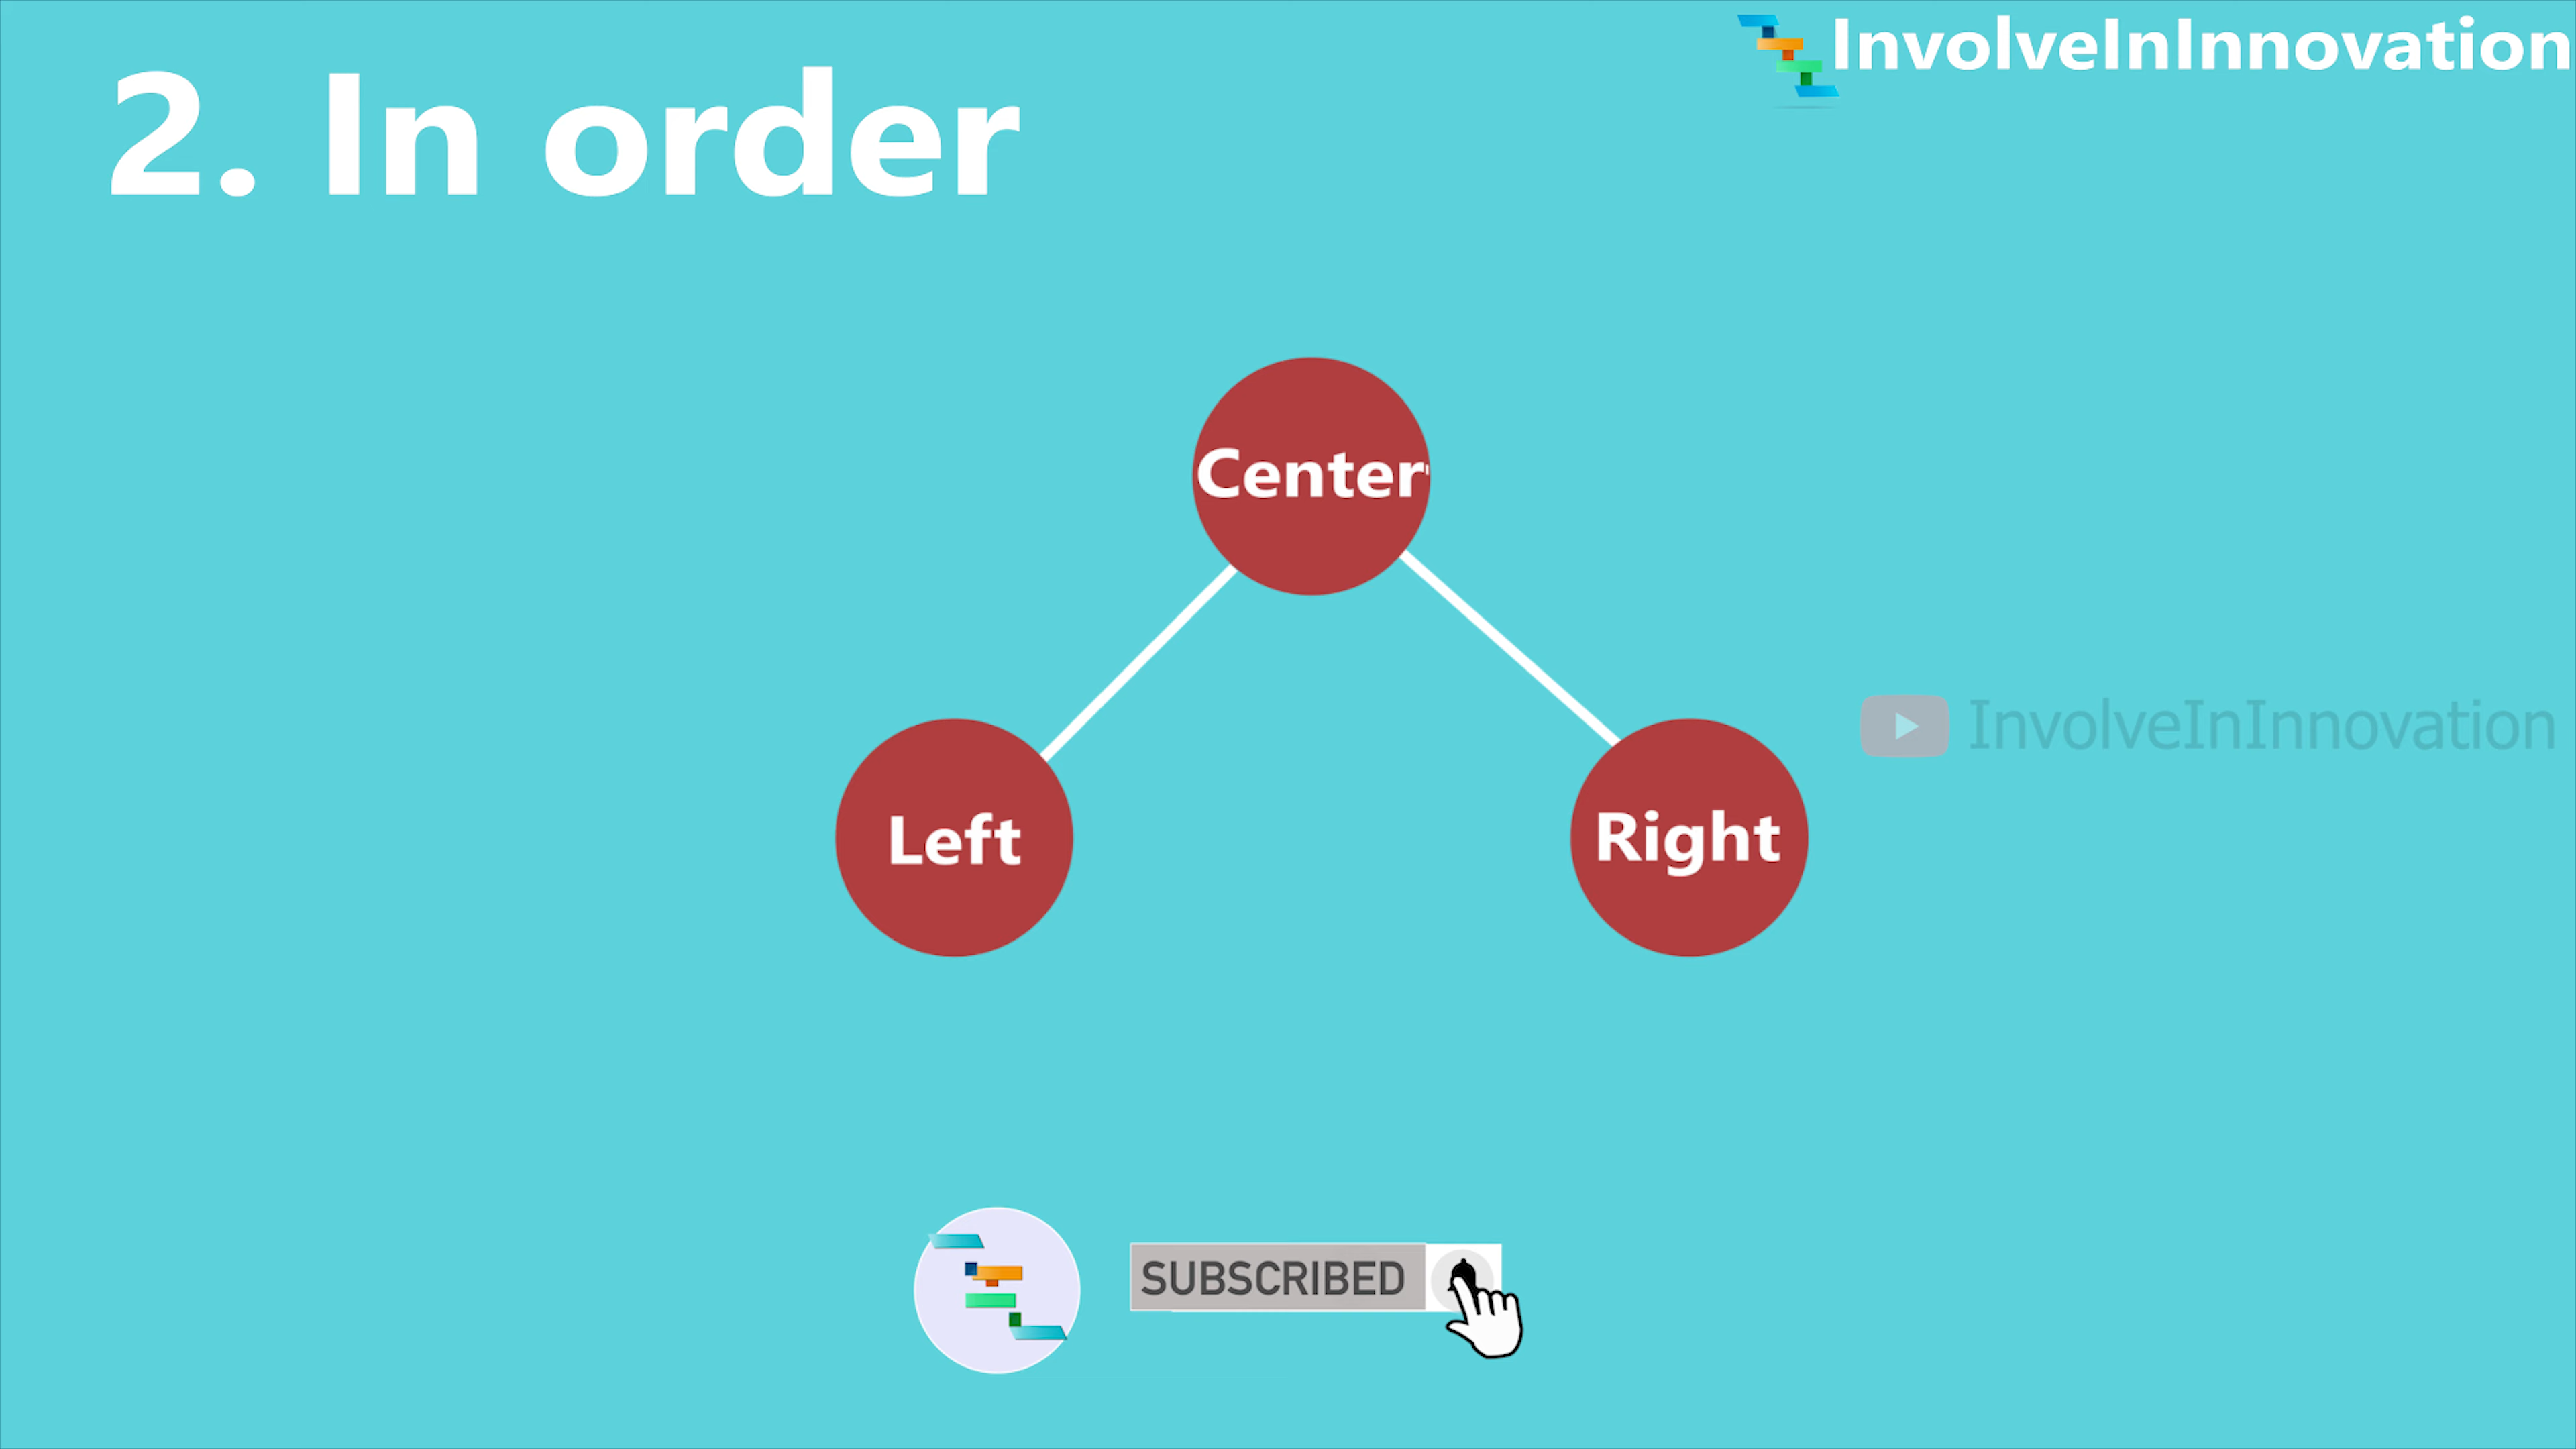 InvolveInInnovation
2. In order
Center
Left
Right
InvolveInInnovation
SUBSCRIBED